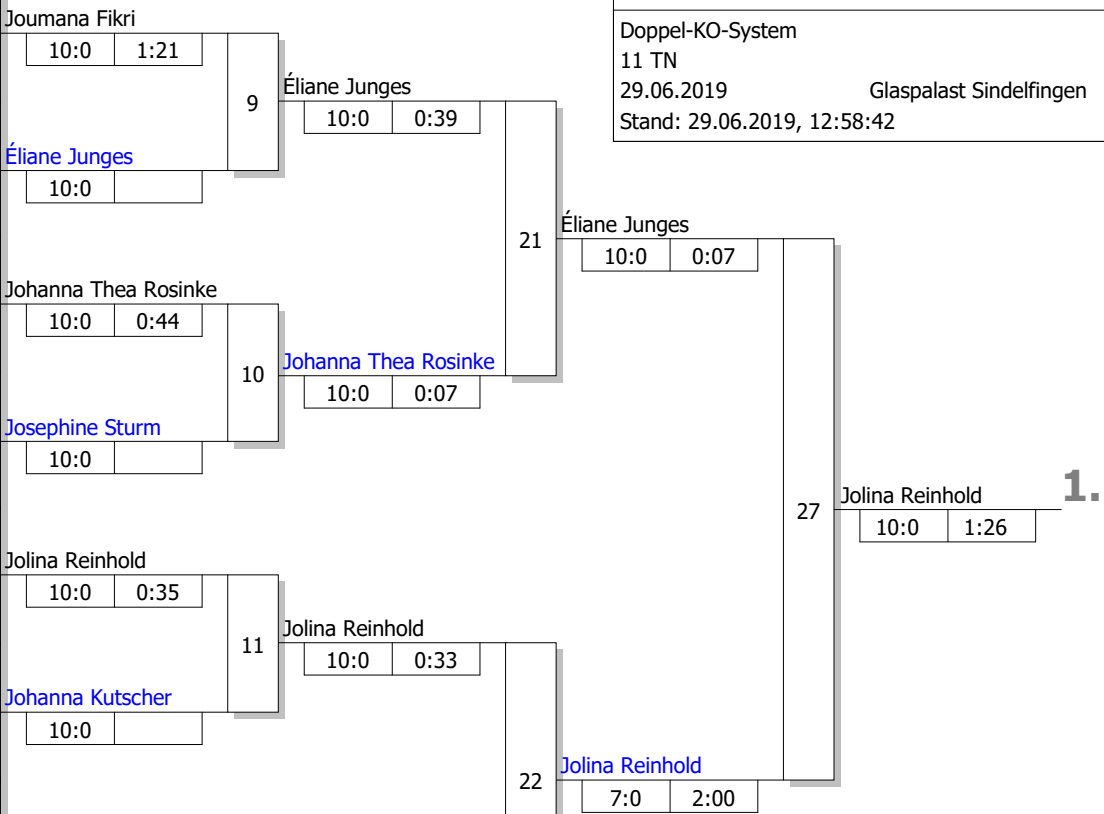 Doppel-KO-System
11 TN
29.06.2019 Glaspalast Sindelfingen
Stand: 29.06.2019, 12:58:42
Joumana Fikri
10:0 1:21
9
Éliane Junges
10:0 0:39
Éliane Junges
10:0
21
Éliane Junges
10:0 0:07
Johanna Thea Rosinke
10:0 0:44
10
Johanna Thea Rosinke
10:0 0:07
Josephine Sturm
10:0
27
Jolina Reinhold 1.
10:0 1:26
Jolina Reinhold
10:0 0:35
11
Jolina Reinhold
10:0 0:33
Johanna Kutscher
10:0
22
Jolina Reinhold
7:0 2:00